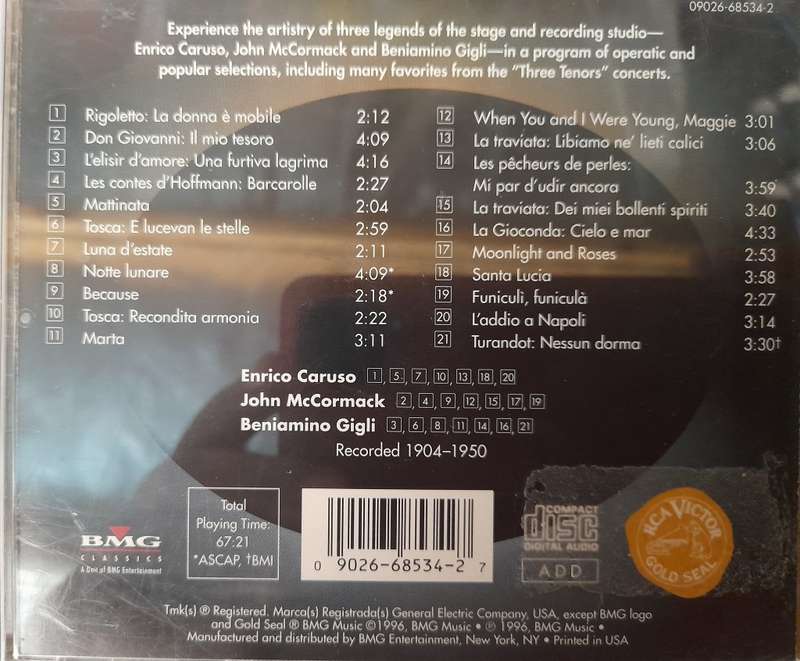 09026-68534-2
Experience the artistry of three legends of the stage and recording studio—
Enrico Caruso, John McCormack and Beniamino Gigli—in a program of operatic and
popular selections, including many favorites from the "Three Tenors" concerts.
1 Rigoletto: La donna è mobile 2:12
2 Don Giovanni: Il mio tesoro 4:09
3 L'elisir d'amore: Una furtiva lagrima 4:16
4 Les contes d'Hoffmann: Barcarolle 2:27
5 Mattinata 2:04
6 Tosca: E lucevan le stelle 2:59
7 Luna d'estate 2:11
8 Notte lunare 4:09*
9 Because 2:18*
10 Tosca: Recondita armonia 2:22
11 Marta 3:11
12 When You and I Were Young, Maggie 3:01
13 La traviata: Libiamo ne' lieti calici 3:06
14 Les pêcheurs de perles:
Mi par d'udir ancora 3:59
15 La traviata: Dei miei bollenti spiriti 3:40
16 La Gioconda: Cielo e mar 4:33
17 Moonlight and Roses 2:53
18 Santa Lucia 3:58
19 Funiculì, funiculà 2:27
20 L'addio a Napoli 3:14
21 Turandot: Nessun dorma 3:30†
Enrico Caruso 1, 5, 7, 10, 13, 18, 20
John McCormack 2, 4, 9, 12, 15, 17, 19
Beniamino Gigli 3, 6, 8, 11, 14, 16, 21
Recorded 1904–1950
BMG
CLASSICS
A Div. of BMG Entertainment
Total
Playing Time:
67:21
*ASCAP, †BMI
0 09026-68534-2 7
COMPACT
disc
DIGITAL AUDIO
ADD
RCA VICTOR
GOLD SEAL
Tmk(s) ® Registered. Marca(s) Registrada(s) General Electric Company, USA, except BMG logo
and Gold Seal ® BMG Music © 1996, BMG Music • ℗ 1996, BMG Music •
Manufactured and distributed by BMG Entertainment, New York, NY • Printed in USA